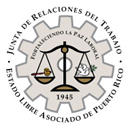 JUNTA DE RELACIONES DEL TRABAJO
FORTALECIENDO LA PAZ LABORAL
1945
ESTADO LIBRE ASOCIADO DE PUERTO RICO